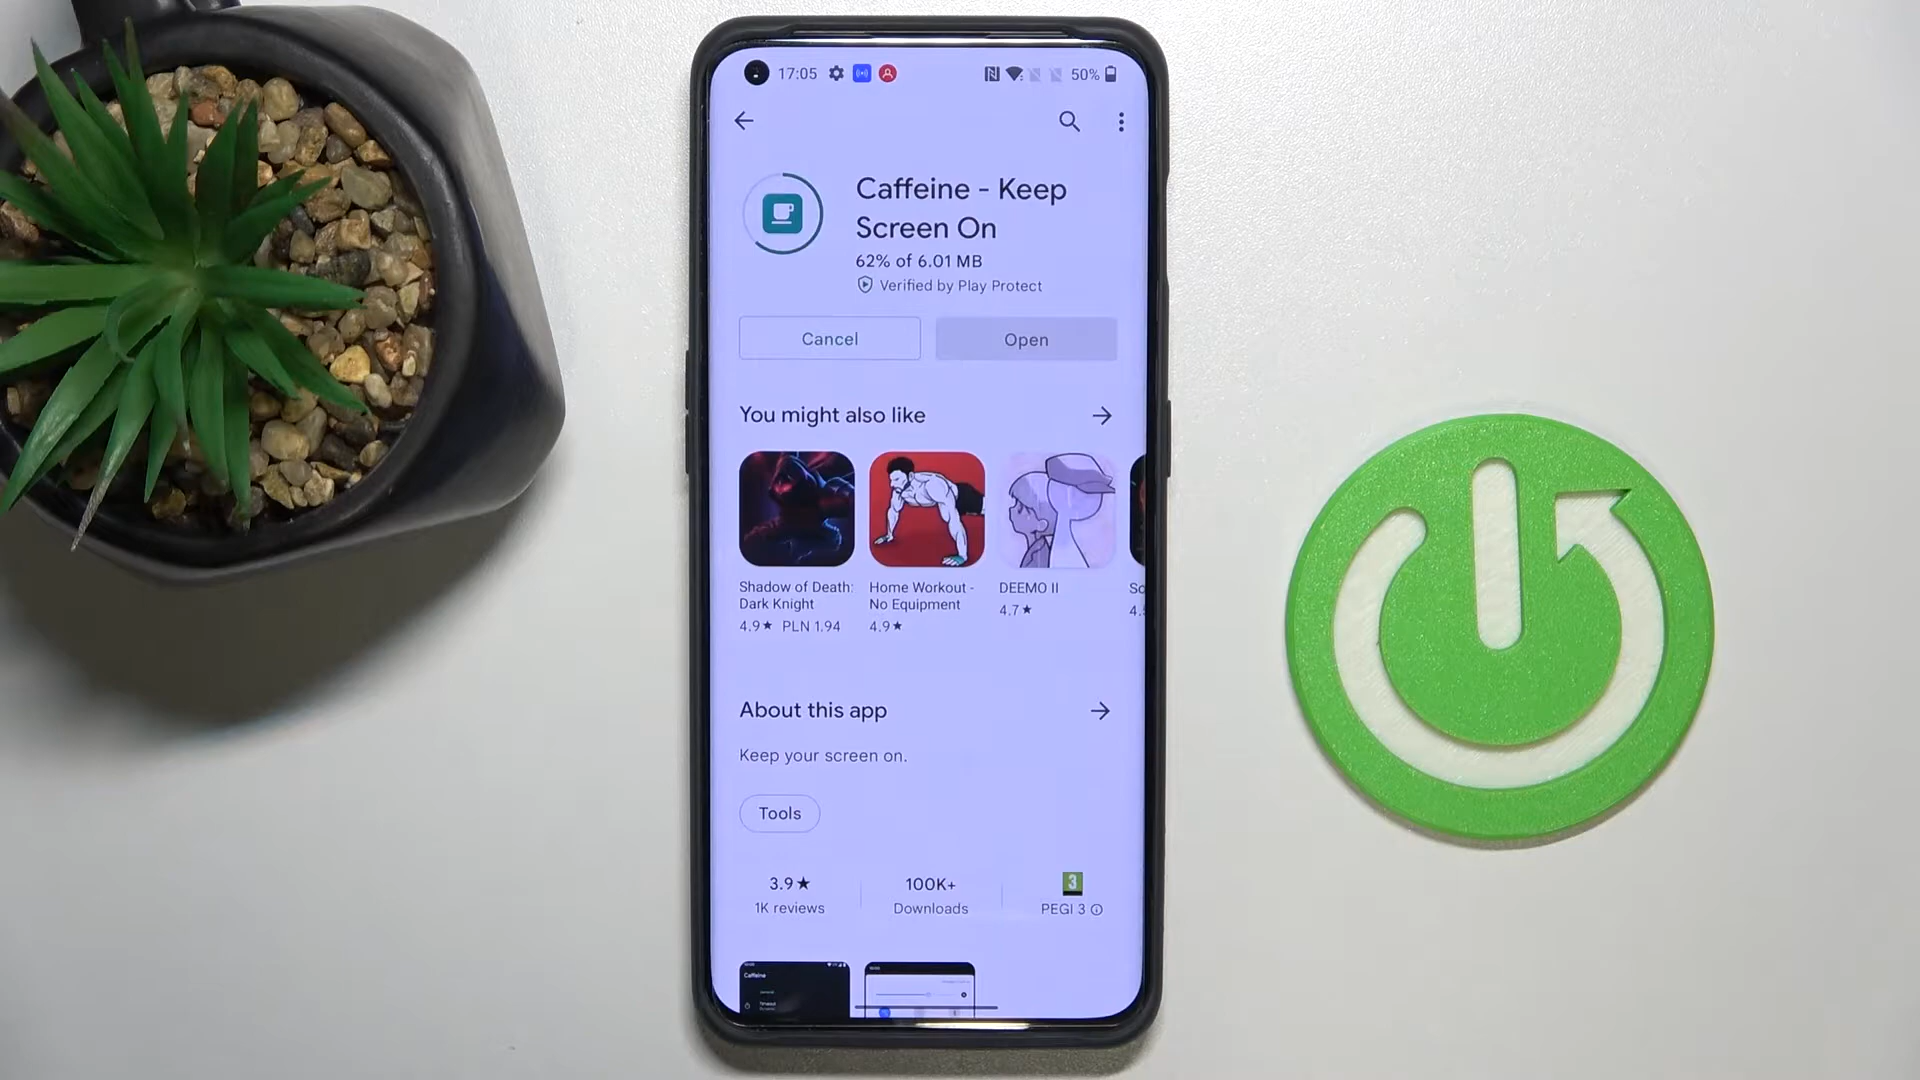 17:05
50%
Caffeine - Keep
Screen On
62% of 6.01 MB
Verified by Play Protect
Cancel
Open
You might also like
Shadow of Death:
Dark Knight
4.9★ PLN 1.94
Home Workout -
No Equipment
4.9★
DEEMO II
4.7★
So
4.
About this app
Keep your screen on.
Tools
3.9★
1K reviews
100K+
Downloads
3
PEGI 3
Caffeine